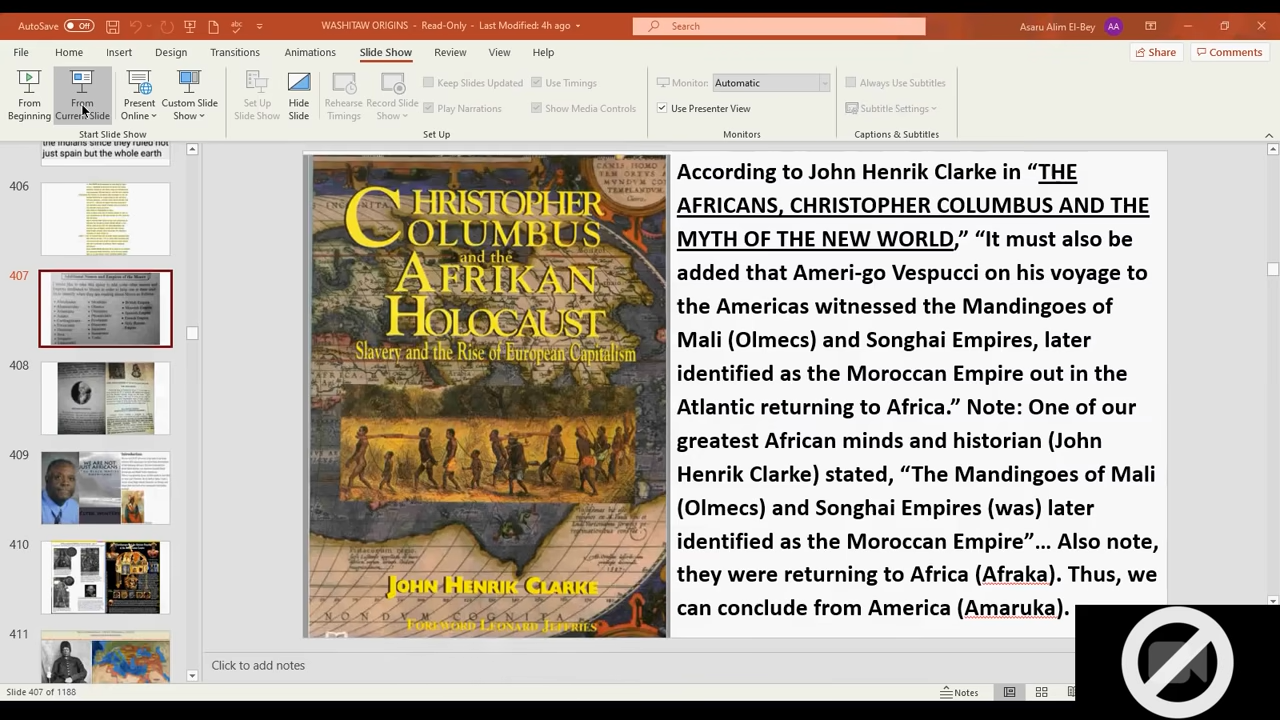 AutoSave Off
WASHITAW ORIGINS - Read-Only - Last Modified: 4h ago
Search
Asaru Alim El-Bey AA
File Home Insert Design Transitions Animations Slide Show Review View Help
Share Comments
From Beginning
From Current Slide
Present Online
Custom Slide Show
Start Slide Show
Set Up Slide Show
Hide Slide
Rehearse Timings
Record Slide Show
Keep Slides Updated
Play Narrations
Use Timings
Show Media Controls
Set Up
Monitor: Automatic
Use Presenter View
Monitors
Always Use Subtitles
Subtitle Settings
Captions & Subtitles
the Indians since they ruled not
just spain but the whole earth
406
407
408
409
410
411
CHRISTOPHER
COLUMBUS
and the
AFRIKAN
HOLOCAUST
Slavery and the Rise of European Capitalism
JOHN HENRIK CLARKE
FOREWORD LEONARD JEFFRIES
According to John Henrik Clarke in “THE
AFRICANS, CHRISTOPHER COLUMBUS AND THE
MYTH OF THE NEW WORLD,” “It must also be
added that Ameri-go Vespucci on his voyage to
the Americas witnessed the Mandingoes of
Mali (Olmecs) and Songhai Empires, later
identified as the Moroccan Empire out in the
Atlantic returning to Africa.” Note: One of our
greatest African minds and historian (John
Henrik Clarke) stated, “The Mandingoes of Mali
(Olmecs) and Songhai Empires (was) later
identified as the Moroccan Empire”… Also note,
they were returning to Africa (Afraka). Thus, we
can conclude from America (Amaruka).
Click to add notes
Slide 407 of 1188
Notes